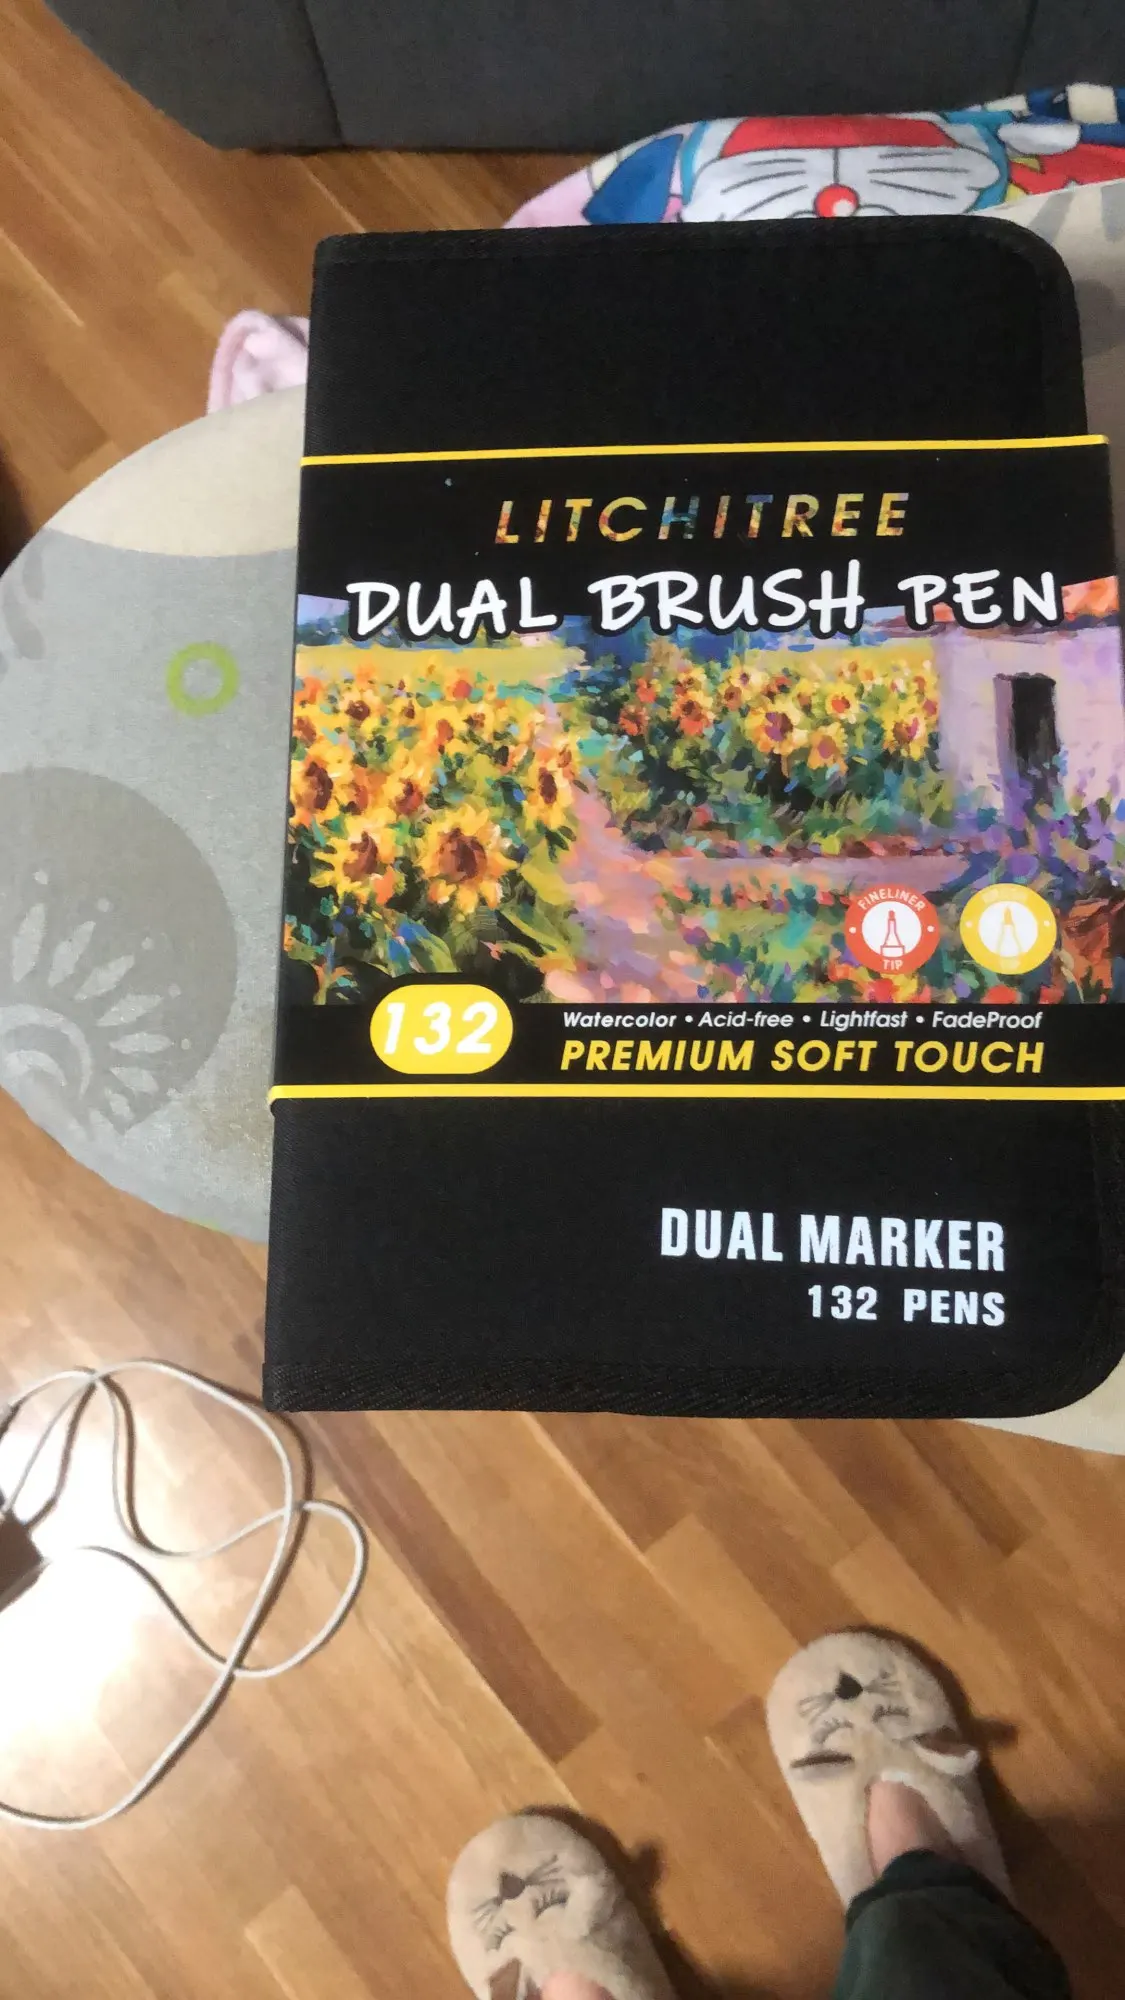 LITCHITREE
DUAL BRUSH PEN
FINELINER
TIP
132
Watercolor • Acid-free • Lightfast • FadeProof
PREMIUM SOFT TOUCH
DUAL MARKER
132 PENS